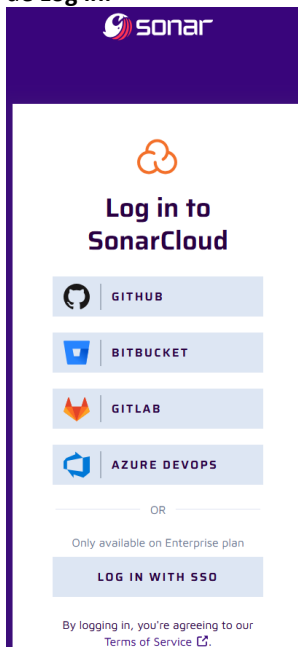 sonar
Log in to
SonarCloud
GITHUB
BITBUCKET
GITLAB
AZURE DEVOPS
OR
Only available on Enterprise plan
LOG IN WITH SSO
By logging in, you're agreeing to our
Terms of Service